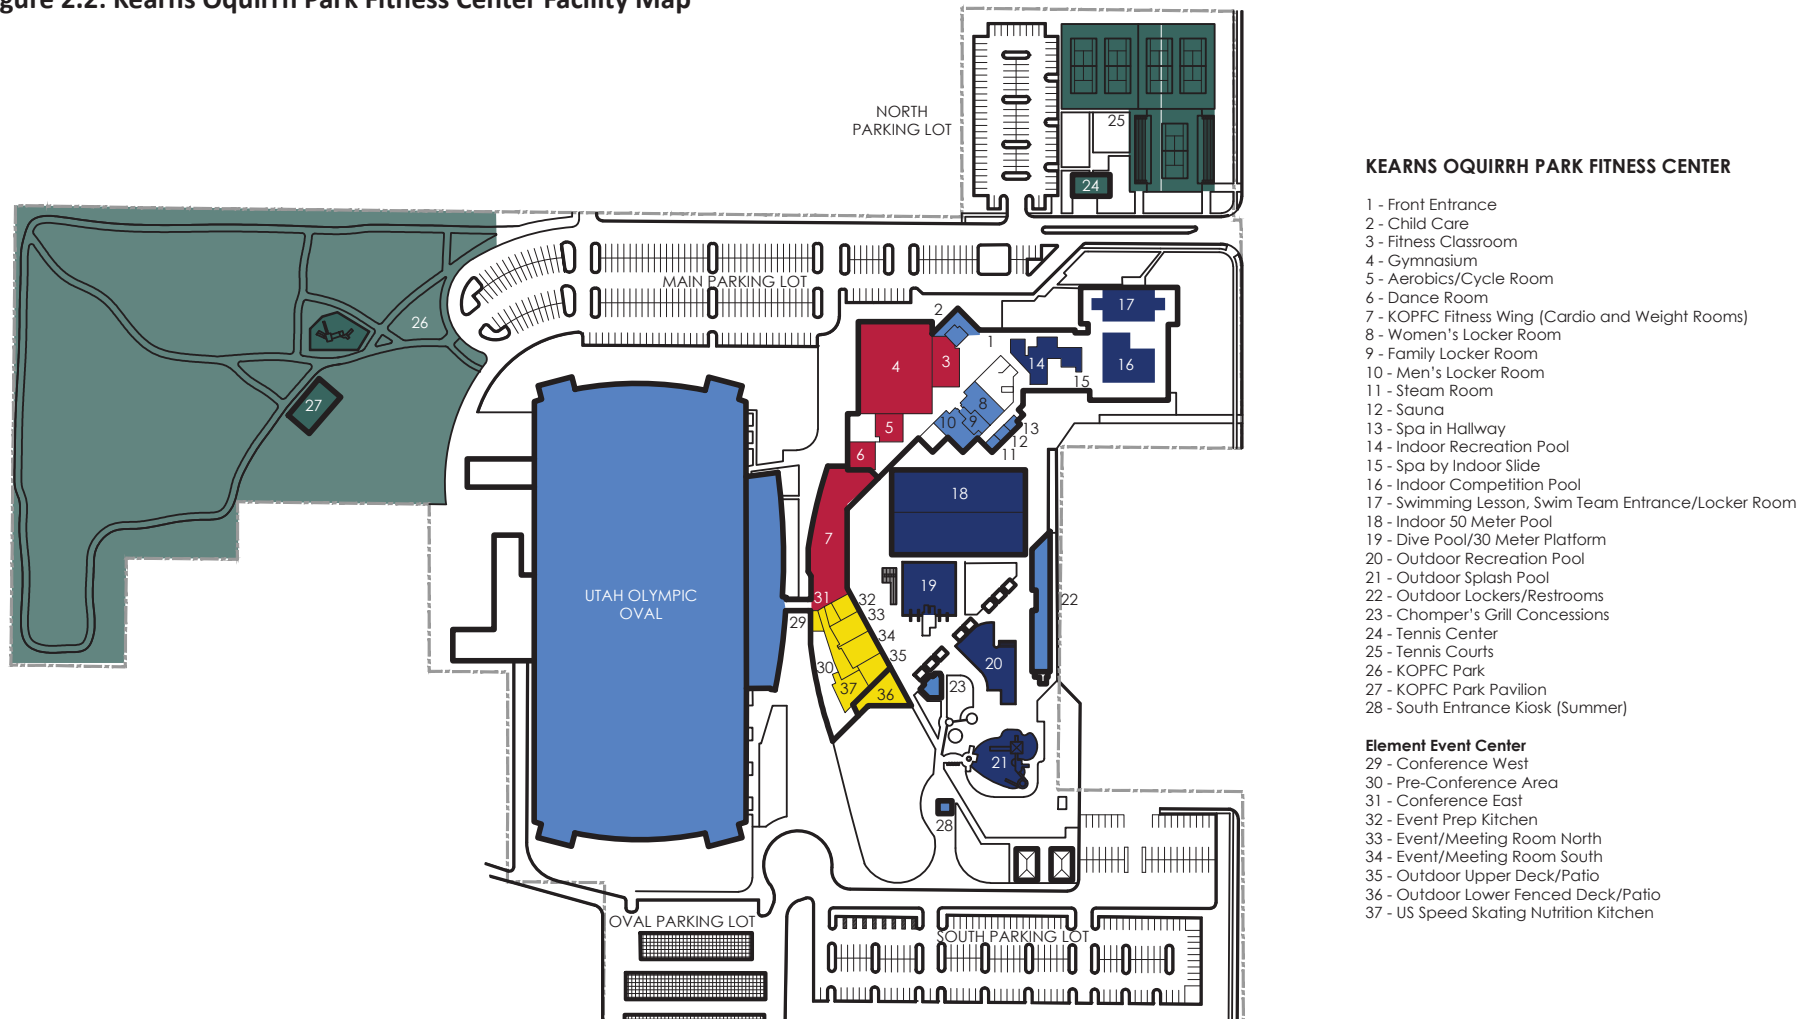 gure 2.2: Kearns Oquirrh Park Fitness Center Facility Map
NORTH
PARKING LOT
25
24
MAIN PARKING LOT
26
27
2
1
17
4
3
14
16
15
8
10
9
13
12
11
5
6
18
7
19
UTAH OLYMPIC
OVAL
31
32
22
29
33
34
35
30
20
37
36
23
21
28
OVAL PARKING LOT
SOUTH PARKING LOT
KEARNS OQUIRRH PARK FITNESS CENTER
1 - Front Entrance
2 - Child Care
3 - Fitness Classroom
4 - Gymnasium
5 - Aerobics/Cycle Room
6 - Dance Room
7 - KOPFC Fitness Wing (Cardio and Weight Rooms)
8 - Women's Locker Room
9 - Family Locker Room
10 - Men's Locker Room
11 - Steam Room
12 - Sauna
13 - Spa in Hallway
14 - Indoor Recreation Pool
15 - Spa by Indoor Slide
16 - Indoor Competition Pool
17 - Swimming Lesson, Swim Team Entrance/Locker Room
18 - Indoor 50 Meter Pool
19 - Dive Pool/30 Meter Platform
20 - Outdoor Recreation Pool
21 - Outdoor Splash Pool
22 - Outdoor Lockers/Restrooms
23 - Chomper's Grill Concessions
24 - Tennis Center
25 - Tennis Courts
26 - KOPFC Park
27 - KOPFC Park Pavilion
28 - South Entrance Kiosk (Summer)
Element Event Center
29 - Conference West
30 - Pre-Conference Area
31 - Conference East
32 - Event Prep Kitchen
33 - Event/Meeting Room North
34 - Event/Meeting Room South
35 - Outdoor Upper Deck/Patio
36 - Outdoor Lower Fenced Deck/Patio
37 - US Speed Skating Nutrition Kitchen